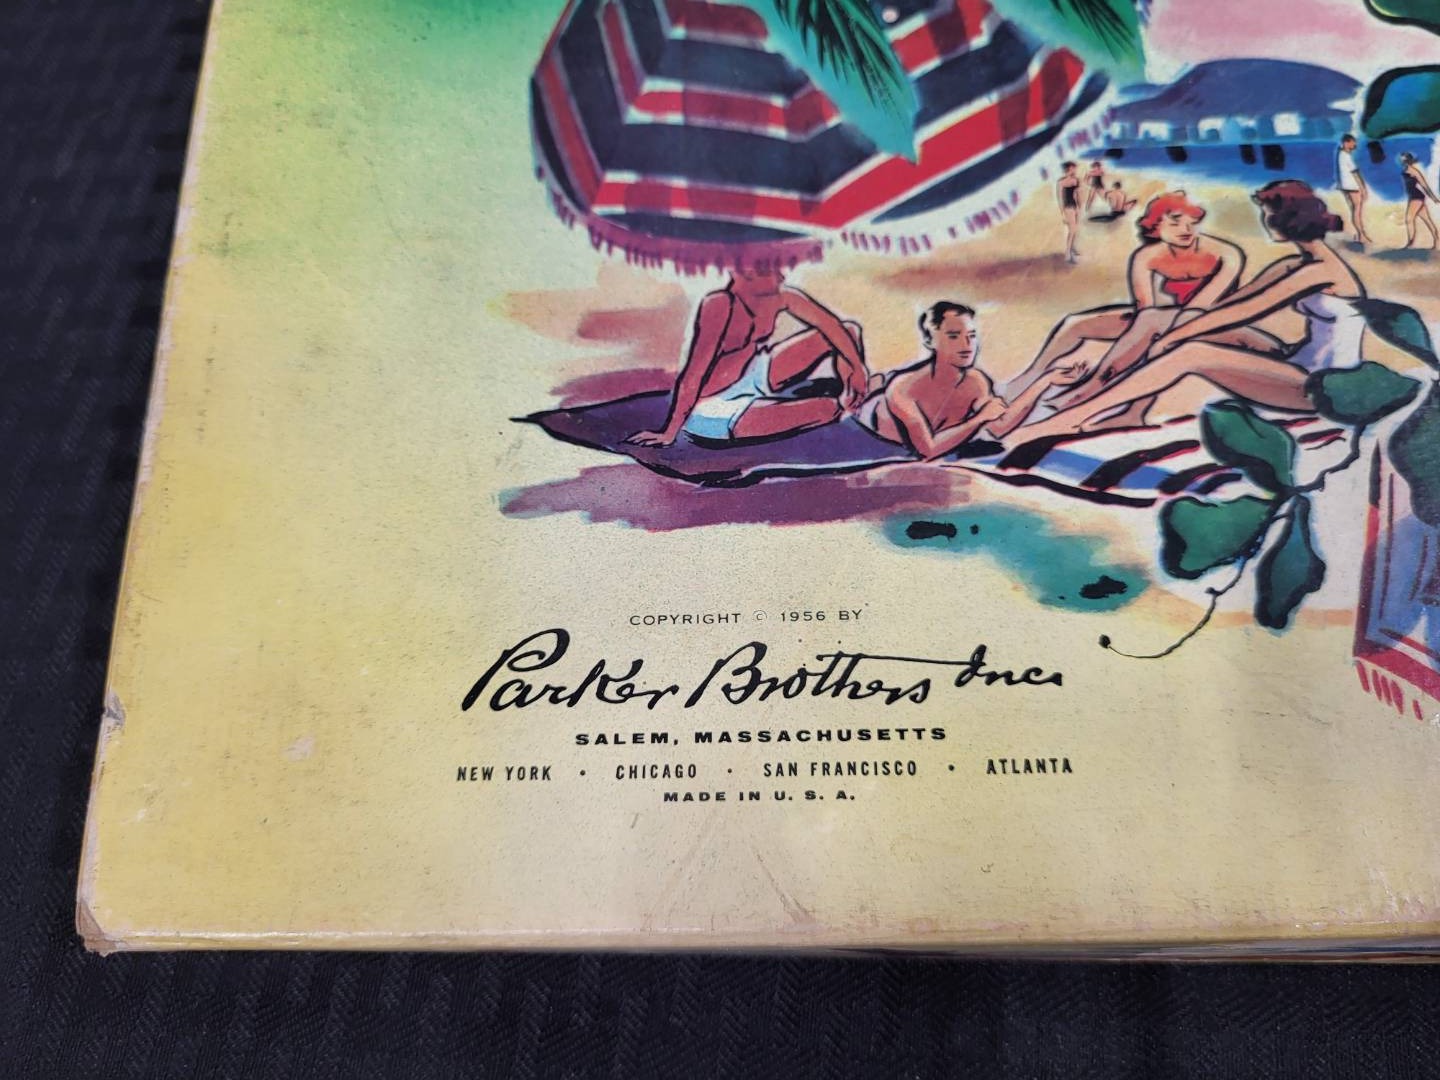 COPYRIGHT © 1956 BY
Parker Brothers Inc.
SALEM, MASSACHUSETTS
NEW YORK • CHICAGO • SAN FRANCISCO • ATLANTA
MADE IN U. S. A.